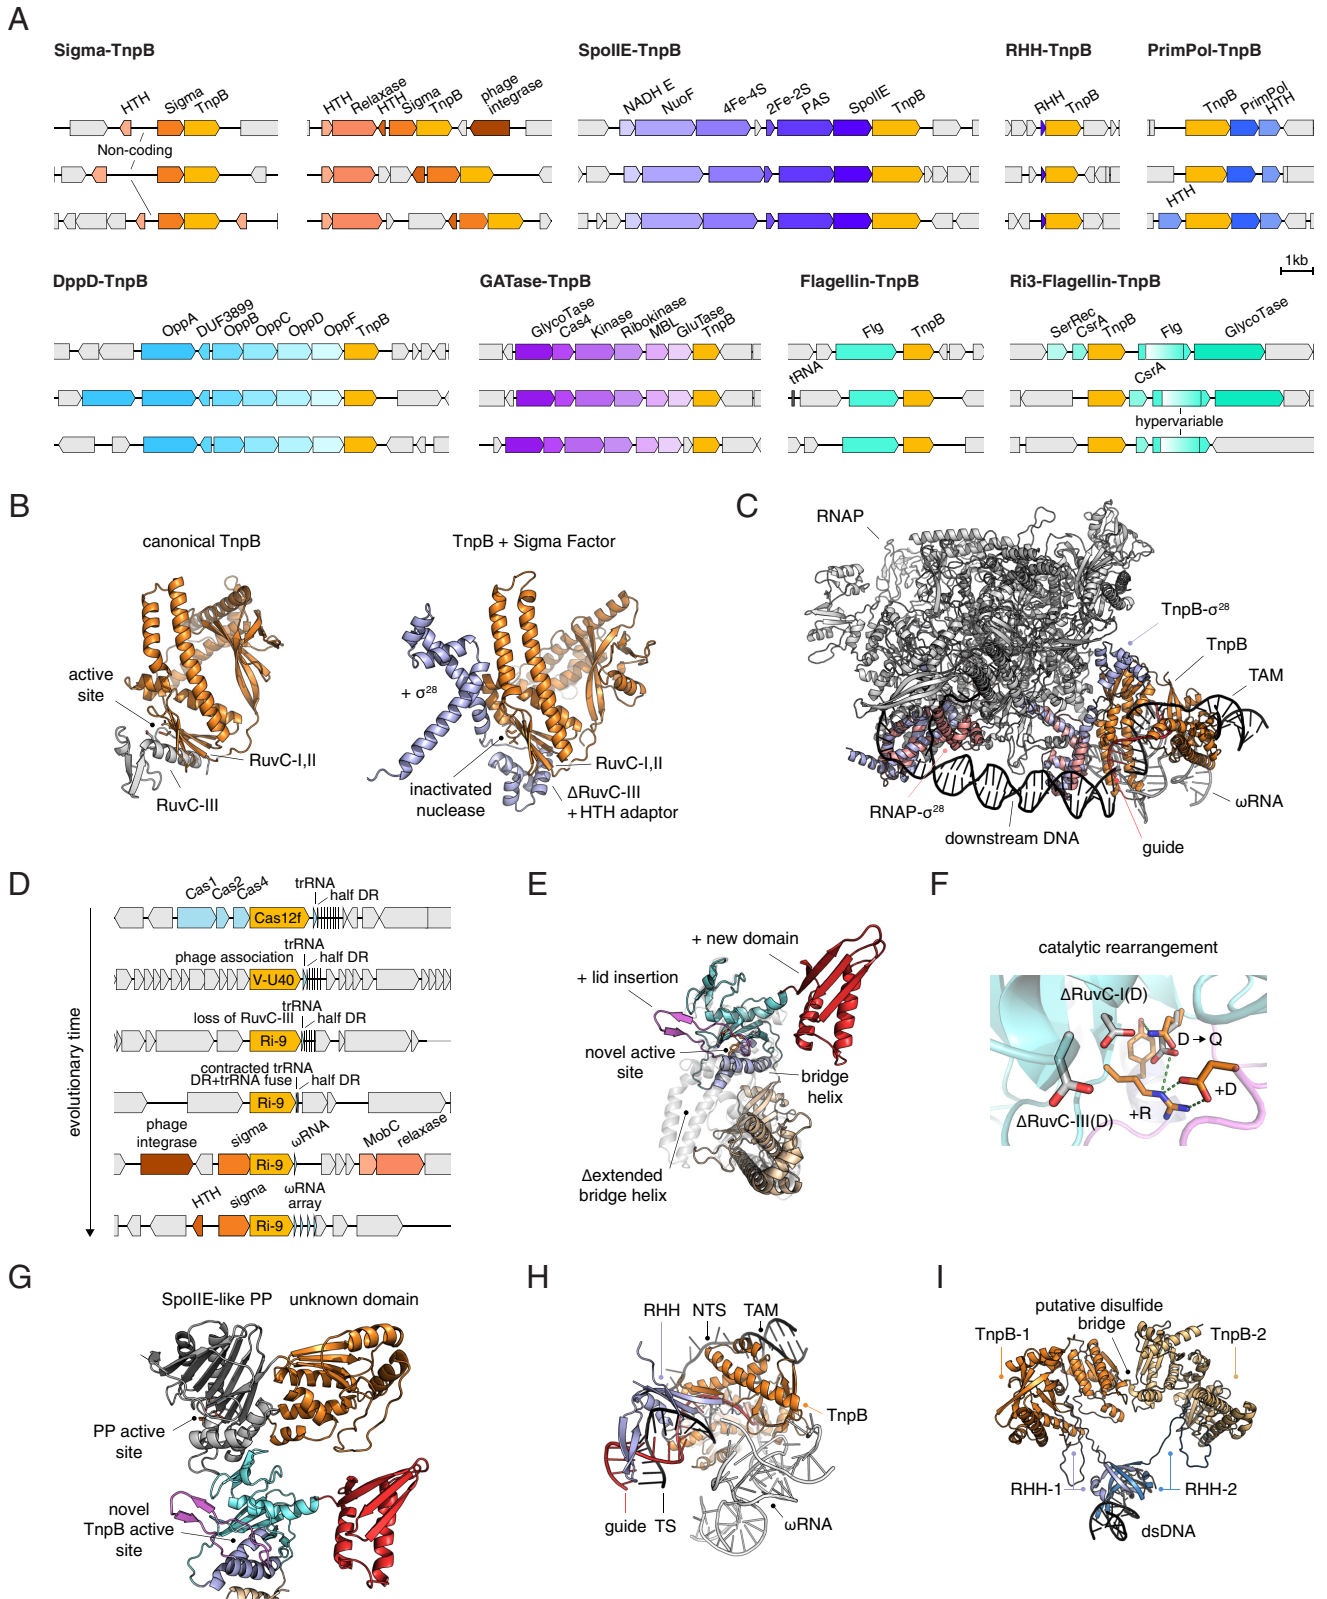 A
Sigma-TnpB
SpoIIE-TnpB
RHH-TnpB
PrimPol-TnpB
HTH Sigma TnpB
HTH Relaxase HTH Sigma TnpB phage integrase
NADH E NuoF 4Fe-4S 2Fe-2S PAS SpoIIE TnpB
RHH TnpB
TnpB PrimPol HTH
Non-coding
HTH
1kb
DppD-TnpB
GATase-TnpB
Flagellin-TnpB
Ri3-Flagellin-TnpB
OppA DUF3899 OppB OppC OppD OppF TnpB
GlycoTase Cas4 Kinase Ribokinase MBL GluTase TnpB
Flg TnpB
SerRec CsrA TnpB Flg GlycoTase
tRNA
CsrA
hypervariable
B
canonical TnpB
TnpB + Sigma Factor
active
site
+ σ28
RuvC-I,II
RuvC-III
inactivated
nuclease
RuvC-I,II
ΔRuvC-III
+ HTH adaptor
C
RNAP
TnpB-σ28
TnpB
TAM
RNAP-σ28
downstream DNA
ωRNA
guide
D
evolutionary time
Cas1 Cas2 Cas4
trRNA
half DR
Cas12f
phage association
trRNA
half DR
V-U40
loss of RuvC-III
trRNA
half DR
Ri-9
contracted trRNA
DR+trRNA fuse
half DR
Ri-9
phage
integrase
sigma
ωRNA
MobC
relaxase
Ri-9
HTH
sigma
ωRNA
array
Ri-9
E
+ new domain
+ lid insertion
novel active
site
bridge
helix
Δextended
bridge helix
F
catalytic rearrangement
ΔRuvC-I(D)
D → Q
+D
+R
ΔRuvC-III(D)
G
SpoIIE-like PP
unknown domain
PP active
site
novel
TnpB active
site
H
RHH NTS TAM
TnpB
guide TS
ωRNA
I
putative disulfide
bridge
TnpB-1
TnpB-2
RHH-1
RHH-2
dsDNA